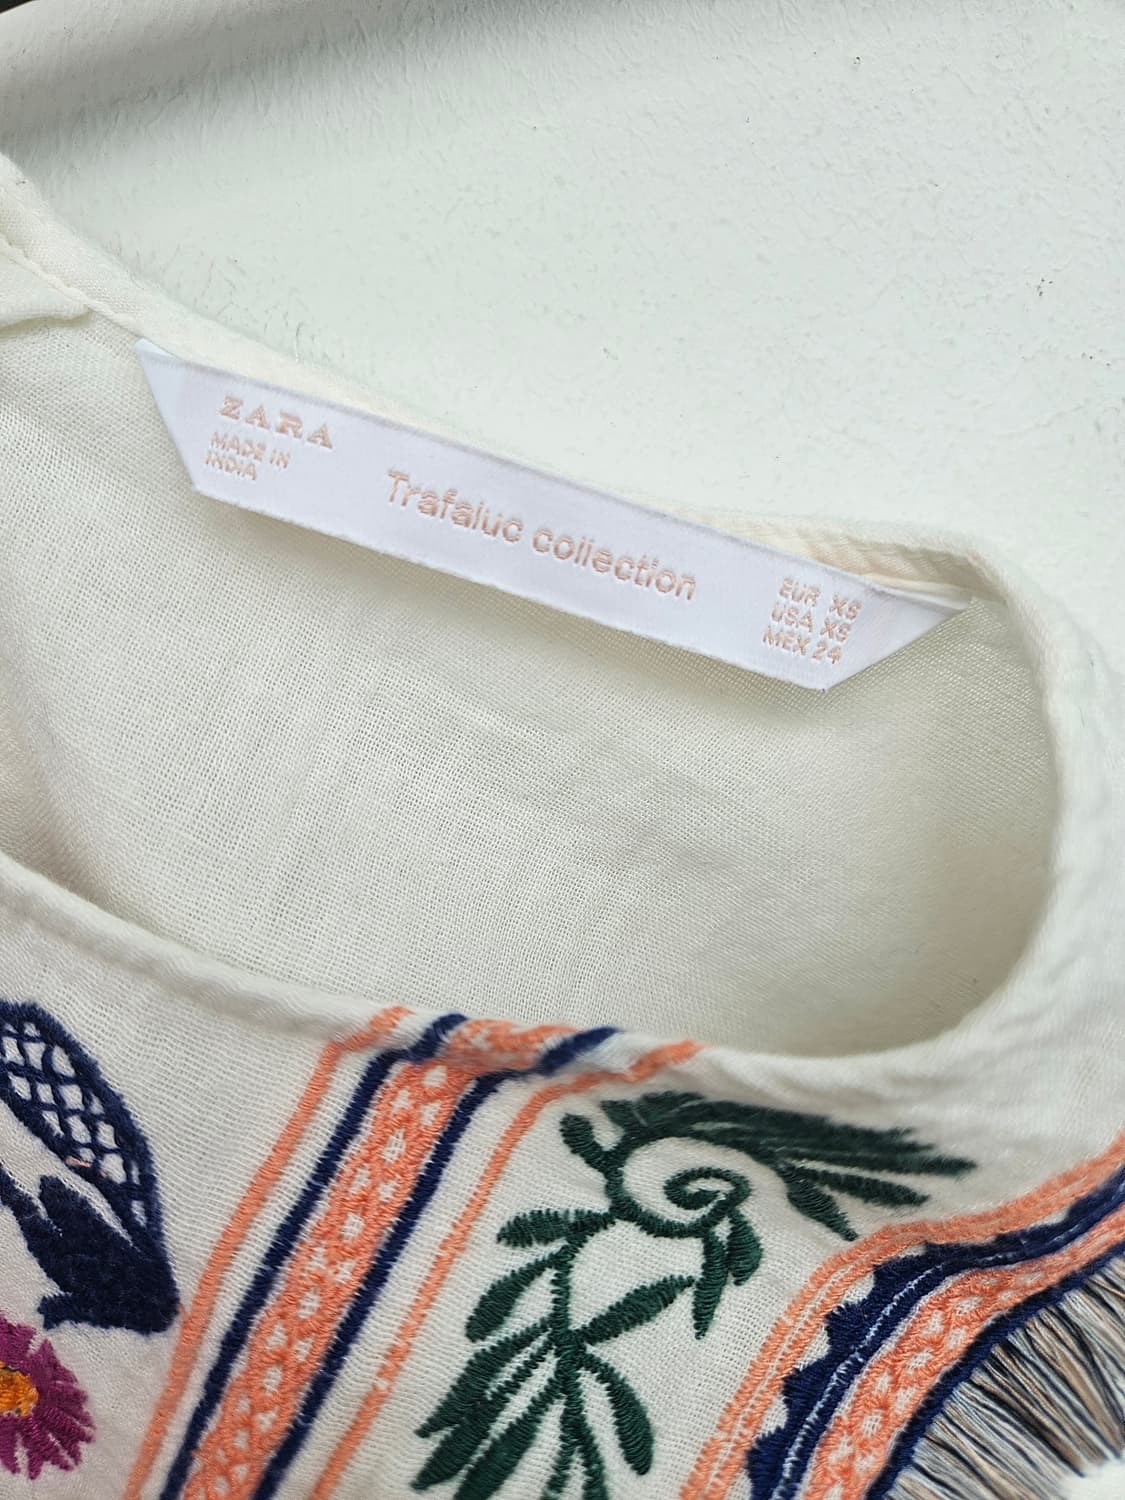 ZARA
MADE IN
INDIA
Trafaluc collection
EUR XS
USA XS
MEX 24